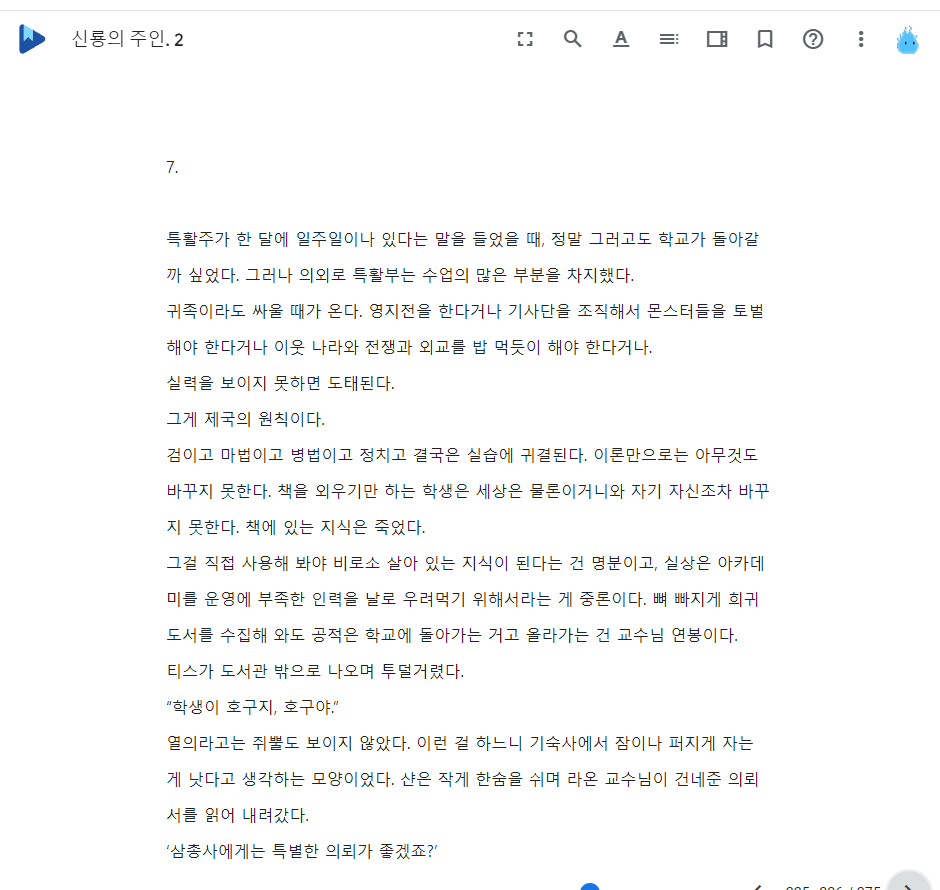 신룡의 주인. 2
7.
특활주가 한 달에 일주일이나 있다는 말을 들었을 때, 정말 그러고도 학교가 돌아갈
까 싶었다. 그러나 의외로 특활부는 수업의 많은 부분을 차지했다.
귀족이라도 싸울 때가 온다. 영지전을 한다거나 기사단을 조직해서 몬스터들을 토벌
해야 한다거나 이웃 나라와 전쟁과 외교를 밥 먹듯이 해야 한다거나.
실력을 보이지 못하면 도태된다.
그게 제국의 원칙이다.
검이고 마법이고 병법이고 정치고 결국은 실습에 귀결된다. 이론만으로는 아무것도
바꾸지 못한다. 책을 외우기만 하는 학생은 세상은 물론이거니와 자기 자신조차 바꾸
지 못한다. 책에 있는 지식은 죽었다.
그걸 직접 사용해 봐야 비로소 살아 있는 지식이 된다는 건 명분이고, 실상은 아카데
미를 운영에 부족한 인력을 날로 우려먹기 위해서라는 게 중론이다. 뼈 빠지게 희귀
도서를 수집해 와도 공적은 학교에 돌아가는 거고 올라가는 건 교수님 연봉이다.
티스가 도서관 밖으로 나오며 투덜거렸다.
“학생이 호구지, 호구야.”
열의라고는 쥐뿔도 보이지 않았다. 이런 걸 하느니 기숙사에서 잠이나 퍼지게 자는
게 낫다고 생각하는 모양이었다. 샨은 작게 한숨을 쉬며 라온 교수님이 건네준 의뢰
서를 읽어 내려갔다.
‘삼총사에게는 특별한 의뢰가 좋겠죠?’